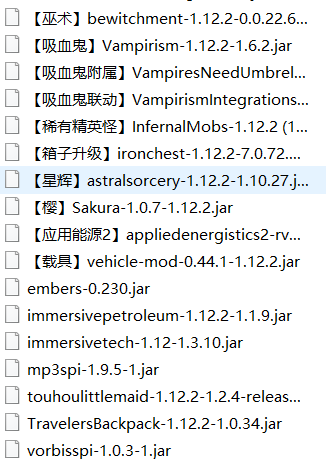 【巫术】bewitchment-1.12.2-0.0.22.6...
【吸血鬼】Vampirism-1.12.2-1.6.2.jar
【吸血鬼附属】VampiresNeedUmbrel...
【吸血鬼联动】VampirismIntegrations...
【稀有精英怪】InfernalMobs-1.12.2 (1...
【箱子升级】ironchest-1.12.2-7.0.72....
【星辉】astralsorcery-1.12.2-1.10.27.j...
【樱】Sakura-1.0.7-1.12.2.jar
【应用能源2】appliedenergistics2-rv...
【载具】vehicle-mod-0.44.1-1.12.2.jar
embers-0.230.jar
immersivepetroleum-1.12.2-1.1.9.jar
immersivetech-1.12-1.3.10.jar
mp3spi-1.9.5-1.jar
touhoulittlemaid-1.12.2-1.2.4-releas...
TravelersBackpack-1.12.2-1.0.34.jar
vorbisspi-1.0.3-1.jar